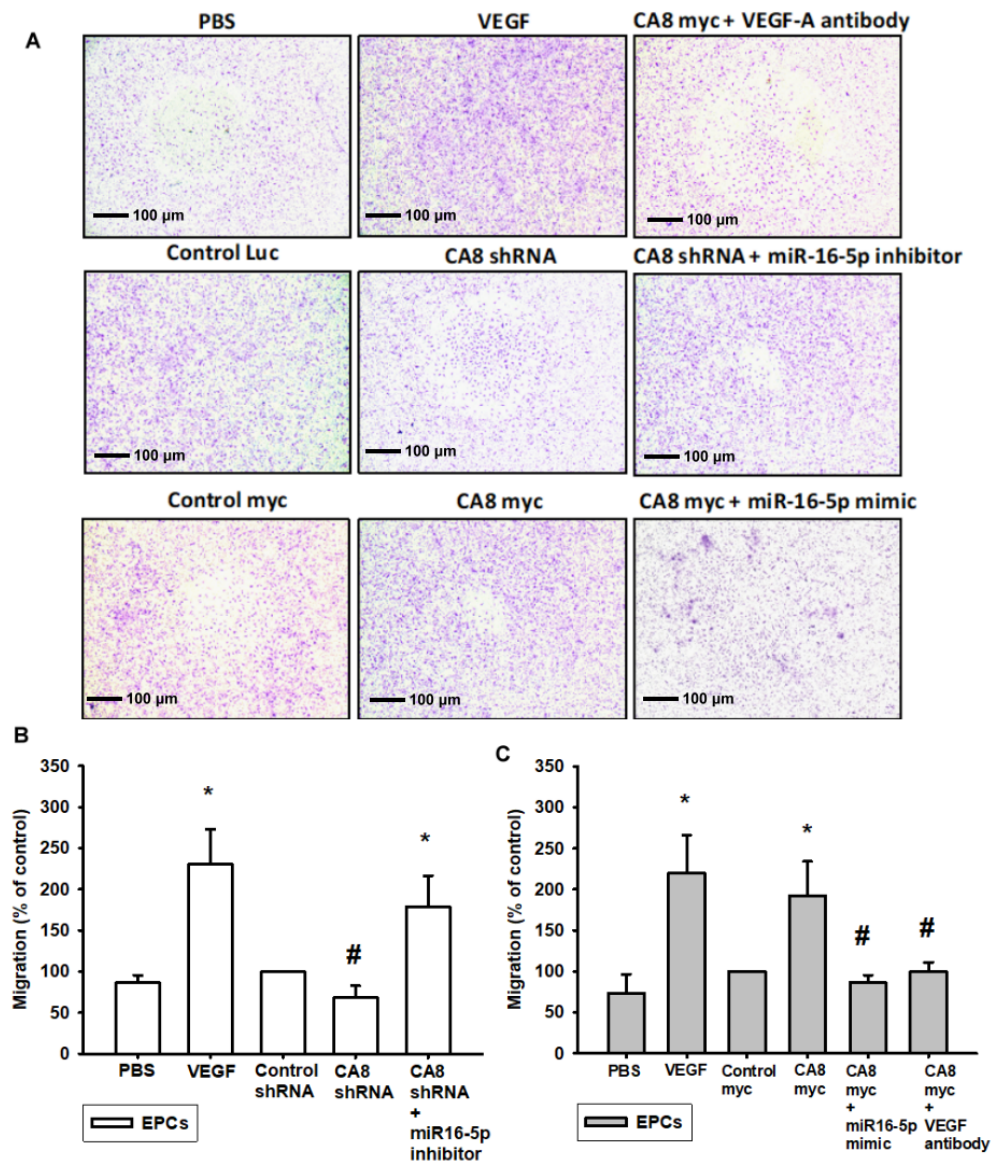 A
PBS
VEGF
CA8 myc + VEGF-A antibody
100 µm
100 µm
100 µm
Control Luc
CA8 shRNA
CA8 shRNA + miR-16-5p inhibitor
100 µm
100 µm
100 µm
Control myc
CA8 myc
CA8 myc + miR-16-5p mimic
100 µm
100 µm
100 µm
B
Migration (% of control)
350
300
250
200
150
100
50
0
*
#
*
PBS
VEGF
Control
shRNA
CA8
shRNA
CA8
shRNA
+
miR16-5p
inhibitor
EPCs
C
Migration (% of control)
350
300
250
200
150
100
50
0
*
*
#
#
PBS
VEGF
Control
myc
CA8
myc
CA8
myc
+
miR16-5p
mimic
CA8
myc
+
VEGF
antibody
EPCs